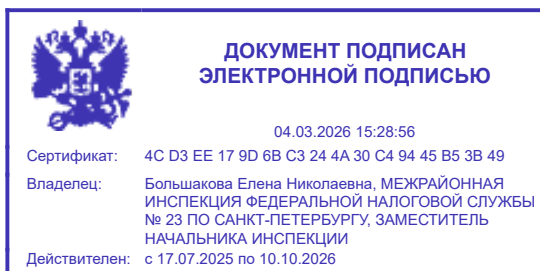 ДОКУМЕНТ ПОДПИСАН
ЭЛЕКТРОННОЙ ПОДПИСЬЮ
04.03.2026 15:28:56
Сертификат: 4C D3 EE 17 9D 6B C3 24 4A 30 C4 94 45 B5 3B 49
Владелец: Большакова Елена Николаевна, МЕЖРАЙОННАЯ
ИНСПЕКЦИЯ ФЕДЕРАЛЬНОЙ НАЛОГОВОЙ СЛУЖБЫ
№ 23 ПО САНКТ-ПЕТЕРБУРГУ, ЗАМЕСТИТЕЛЬ
НАЧАЛЬНИКА ИНСПЕКЦИИ
Действителен: с 17.07.2025 по 10.10.2026